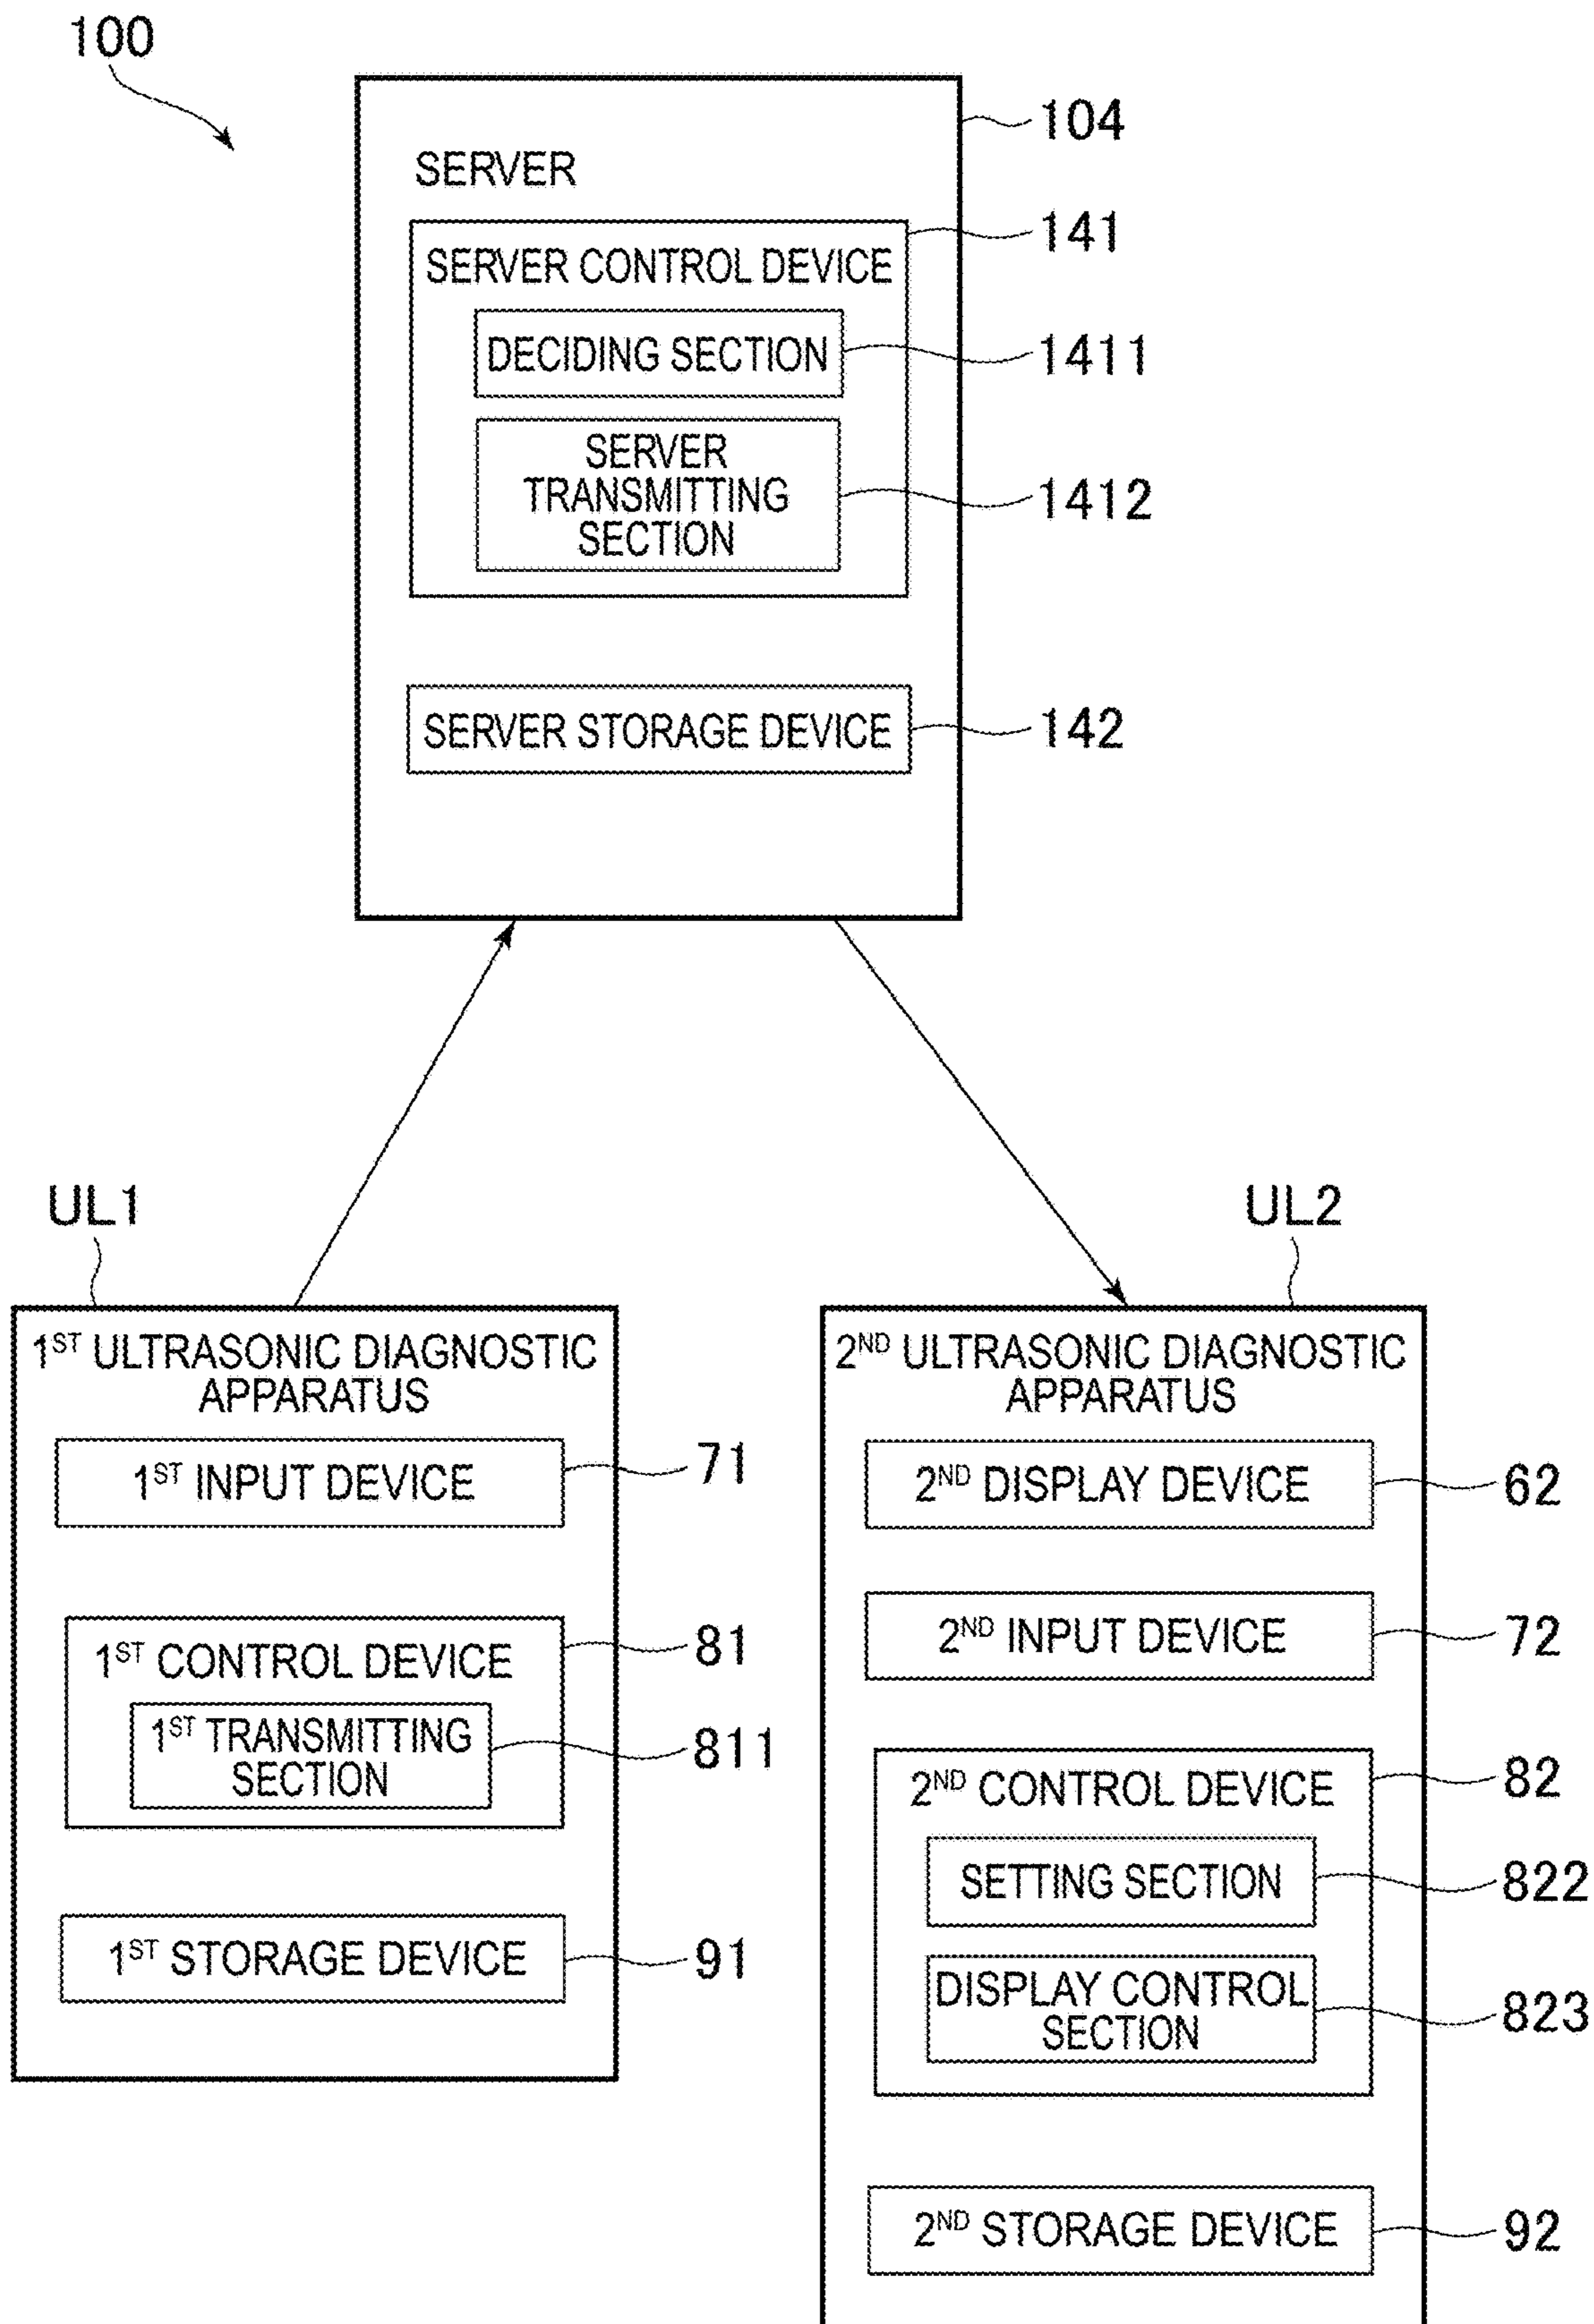 100
104
SERVER
141
SERVER CONTROL DEVICE
DECIDING SECTION
1411
SERVER
TRANSMITTING
SECTION
1412
SERVER STORAGE DEVICE
142
UL1
UL2
1ST ULTRASONIC DIAGNOSTIC
APPARATUS
1ST INPUT DEVICE
71
1ST CONTROL DEVICE
81
1ST TRANSMITTING
SECTION
811
1ST STORAGE DEVICE
91
2ND ULTRASONIC DIAGNOSTIC
APPARATUS
2ND DISPLAY DEVICE
62
2ND INPUT DEVICE
72
2ND CONTROL DEVICE
82
SETTING SECTION
822
DISPLAY CONTROL
SECTION
823
2ND STORAGE DEVICE
92